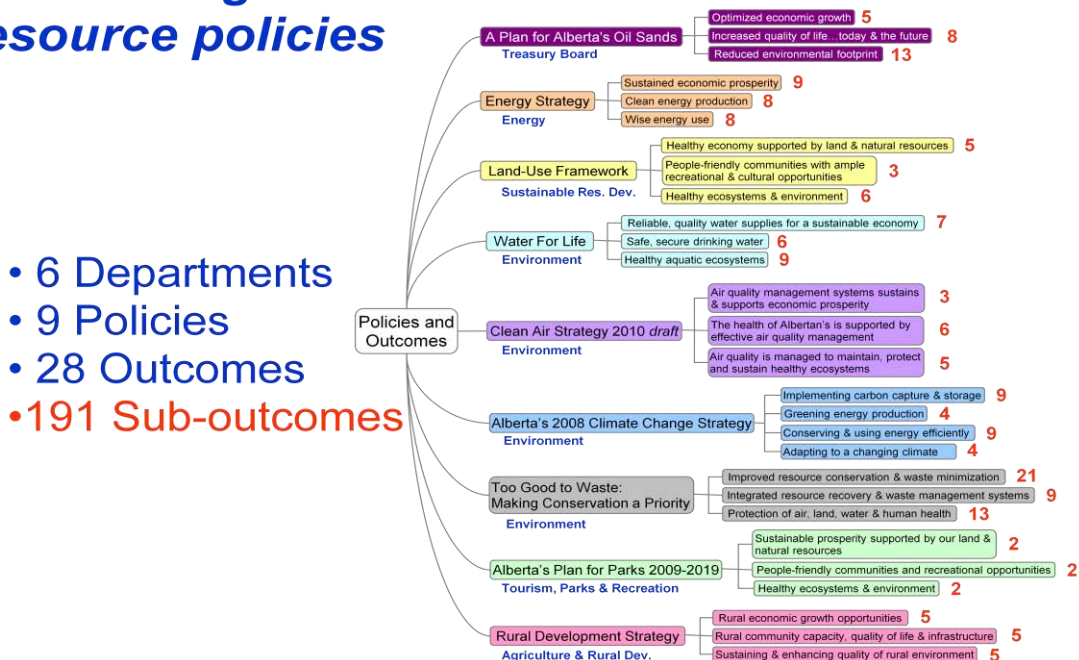 resource policies
• 6 Departments
• 9 Policies
• 28 Outcomes
•191 Sub-outcomes
Policies and
Outcomes
A Plan for Alberta's Oil Sands
Treasury Board
Optimized economic growth 5
Increased quality of life...today & the future 8
Reduced environmental footprint 13
Energy Strategy
Energy
Sustained economic prosperity 9
Clean energy production 8
Wise energy use 8
Land-Use Framework
Sustainable Res. Dev.
Healthy economy supported by land & natural resources 5
People-friendly communities with ample
recreational & cultural opportunities 3
Healthy ecosystems & environment 6
Water For Life
Environment
Reliable, quality water supplies for a sustainable economy 7
Safe, secure drinking water 6
Healthy aquatic ecosystems 9
Clean Air Strategy 2010 draft
Environment
Air quality management systems sustains
& supports economic prosperity 3
The health of Albertan's is supported by
effective air quality management 6
Air quality is managed to maintain, protect
and sustain healthy ecosystems 5
Alberta's 2008 Climate Change Strategy
Environment
Implementing carbon capture & storage 9
Greening energy production 4
Conserving & using energy efficiently 9
Adapting to a changing climate 4
Too Good to Waste:
Making Conservation a Priority
Environment
Improved resource conservation & waste minimization 21
Integrated resource recovery & waste management systems 9
Protection of air, land, water & human health 13
Alberta's Plan for Parks 2009-2019
Tourism, Parks & Recreation
Sustainable prosperity supported by our land &
natural resources 2
People-friendly communities and recreational opportunities 2
Healthy ecosystems & environment 2
Rural Development Strategy
Agriculture & Rural Dev.
Rural economic growth opportunities 5
Rural community capacity, quality of life & infrastructure 5
Sustaining & enhancing quality of rural environment 5